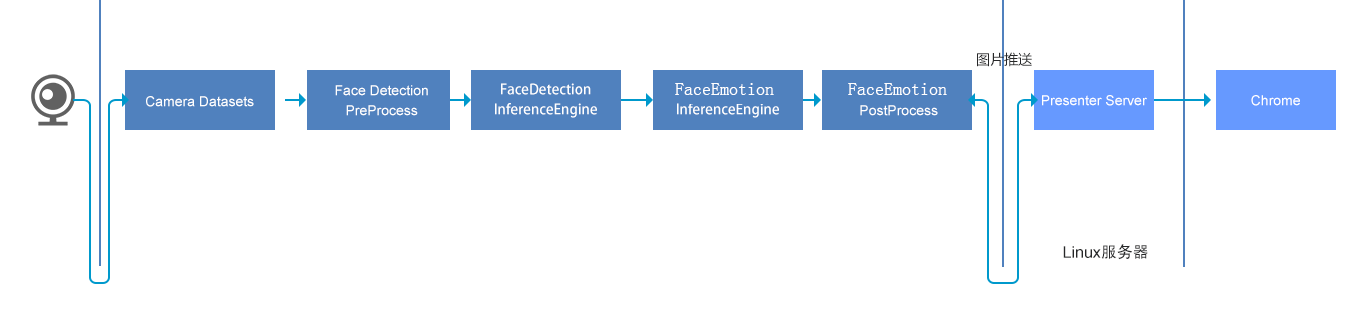 图片推送
Camera Datasets
Face Detection
PreProcess
FaceDetection
InferenceEngine
FaceEmotion
InferenceEngine
FaceEmotion
PostProcess
Presenter Server
Chrome
Linux服务器